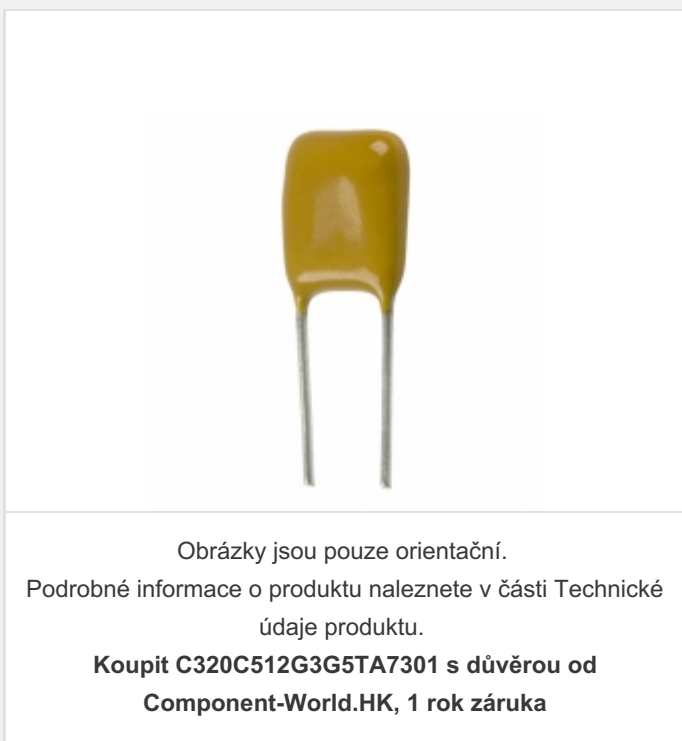 Obrázky jsou pouze orientační.
Podrobné informace o produktu naleznete v části Technické
údaje produktu.
Koupit C320C512G3G5TA7301 s důvěrou od
Component-World.HK, 1 rok záruka